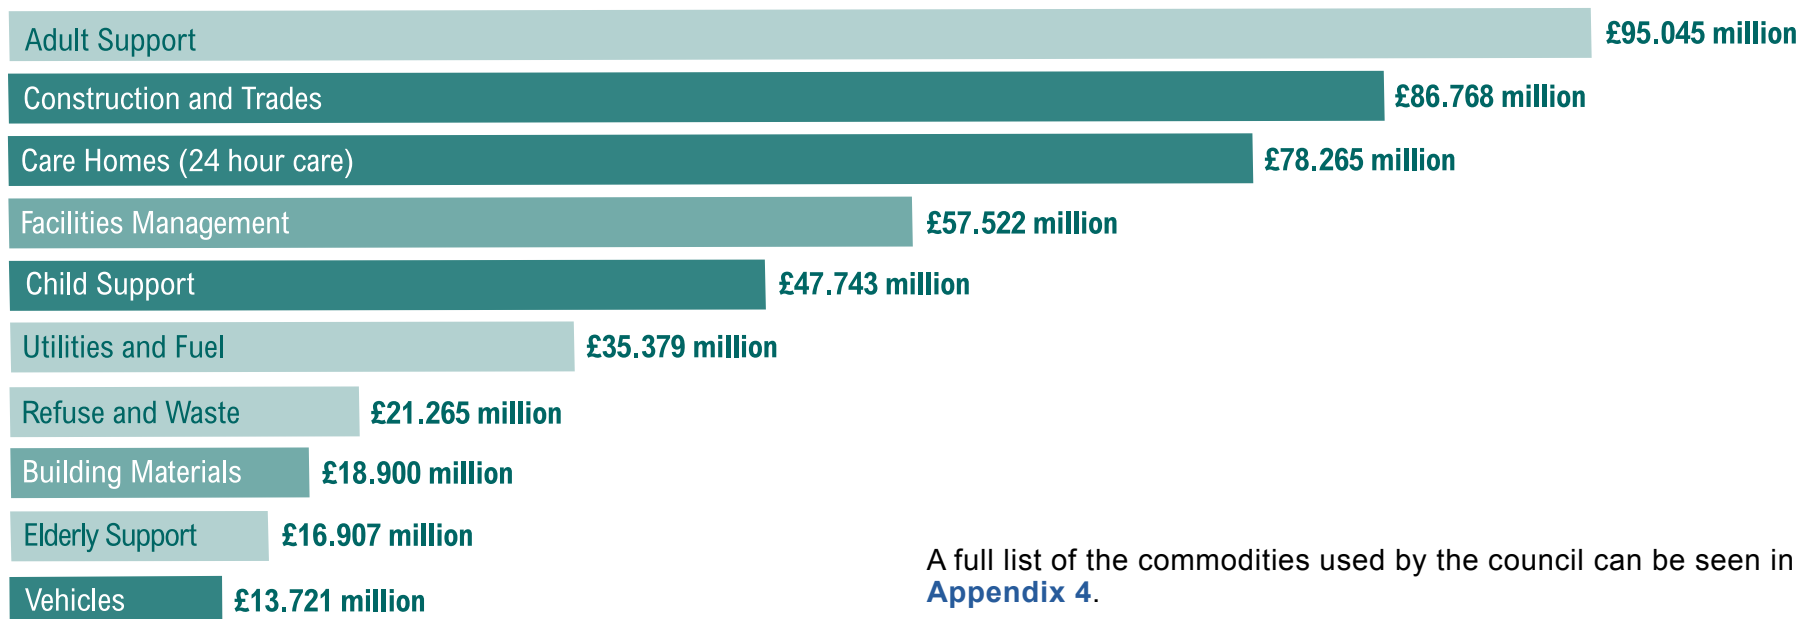 Adult Support £95.045 million
Construction and Trades £86.768 million
Care Homes (24 hour care) £78.265 million
Facilities Management £57.522 million
Child Support £47.743 million
Utilities and Fuel £35.379 million
Refuse and Waste £21.265 million
Building Materials £18.900 million
Elderly Support £16.907 million
Vehicles £13.721 million
A full list of the commodities used by the council can be seen in
Appendix 4.